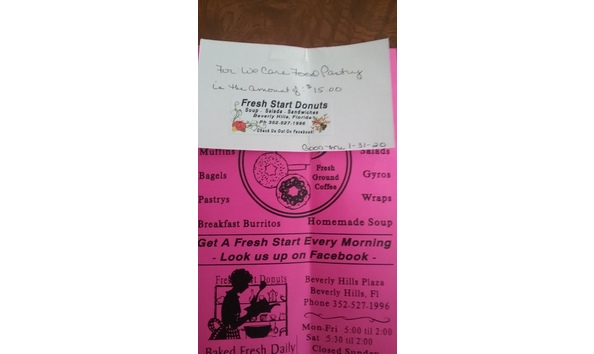 For We Care Food Pastry
in the amount of $15.00
Fresh Start Donuts
Soup - Salads - Sandwiches
Beverly Hills, Florida
Ph 352-527-1996
Check Us Out On Facebook!
Good thru 1-31-20
Muffins
Salads
Bagels
Fresh
Ground
Coffee
Gyros
Pastrys
Wraps
Breakfast Burritos
Homemade Soup
Get A Fresh Start Every Morning
- Look us up on Facebook -
Fresh Start Donuts
Baked Fresh Daily
Beverly Hills Plaza
Beverly Hills, Fl
Phone 352-527-1996
Mon-Fri 5:00 til 2:00
Sat 5:30 til 2:00
Closed Sunday